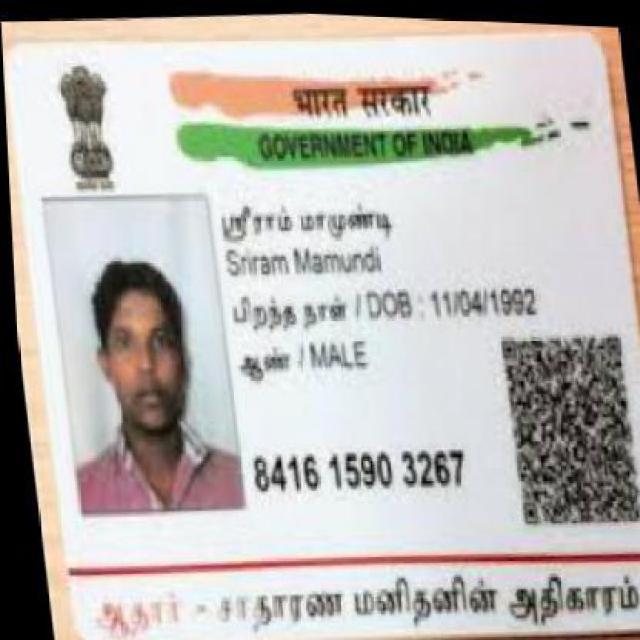 भारत सरकार
GOVERNMENT OF INDIA
ஸ்ரீராம் மாமுண்டி
Sriram Mamundi
பிறந்த நாள் / DOB : 11/04/1992
ஆண் / MALE
8416 1590 3267
ஆதார் - சாதாரண மனிதனின் அதிகாரம்